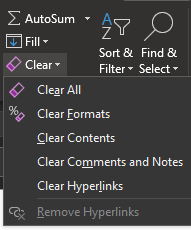 AutoSum
Fill
Clear
Sort &
Filter
Find &
Select
Clear All
Clear Formats
Clear Contents
Clear Comments and Notes
Clear Hyperlinks
Remove Hyperlinks